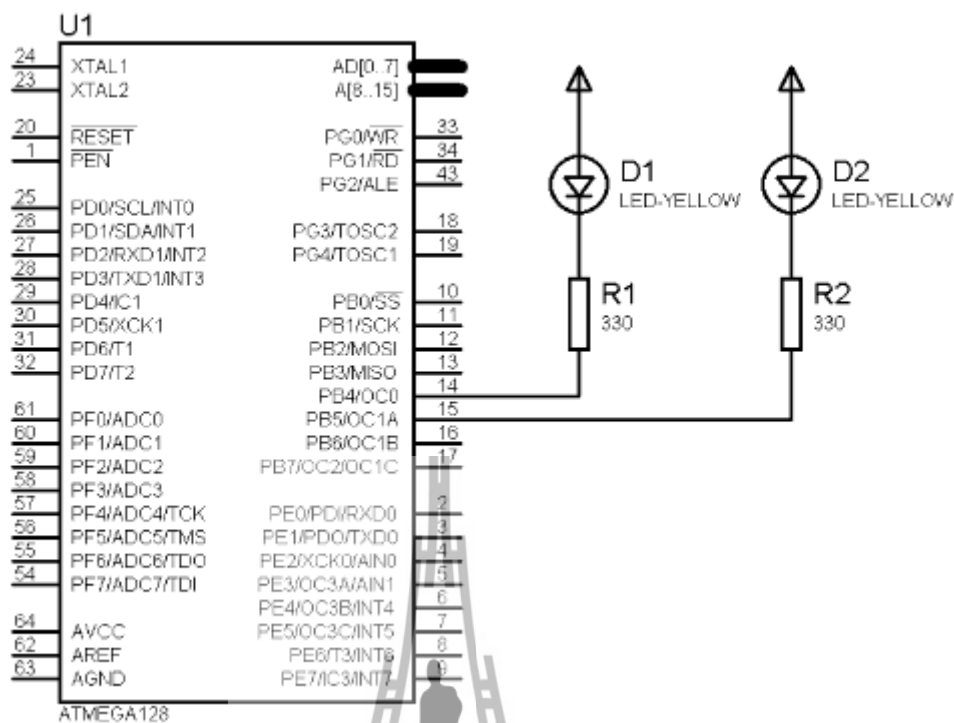 U1
24 XTAL1
23 XTAL2
20 RESET
1 PEN
25 PD0/SCL/INT0
26 PD1/SDA/INT1
27 PD2/RXD1/INT2
28 PD3/TXD1/INT3
29 PD4/IC1
30 PD5/XCK1
31 PD6/T1
32 PD7/T2
61 PF0/ADC0
60 PF1/ADC1
59 PF2/ADC2
58 PF3/ADC3
57 PF4/ADC4/TCK
56 PF5/ADC5/TMS
55 PF6/ADC6/TDO
54 PF7/ADC7/TDI
64 AVCC
62 AREF
63 AGND
AD[0..7]
A[8..15]
PG0/WR 33
PG1/RD 34
PG2/ALE 43
PG3/TOSC2 18
PG4/TOSC1 19
PB0/SS 10
PB1/SCK 11
PB2/MOSI 12
PB3/MISO 13
PB4/OC0 14
PB5/OC1A 15
PB6/OC1B 16
PB7/OC2/OC1C 17
PE0/PDI/RXD0 2
PE1/PDO/TXD0 3
PE2/XCK0/AIN0 4
PE3/OC3A/AIN1 5
PE4/OC3B/INT4 6
PE5/OC3C/INT5 7
PE6/T3/INT6 8
PE7/IC3/INT7 9
ATMEGA128
D1
LED-YELLOW
R1
330
D2
LED-YELLOW
R2
330